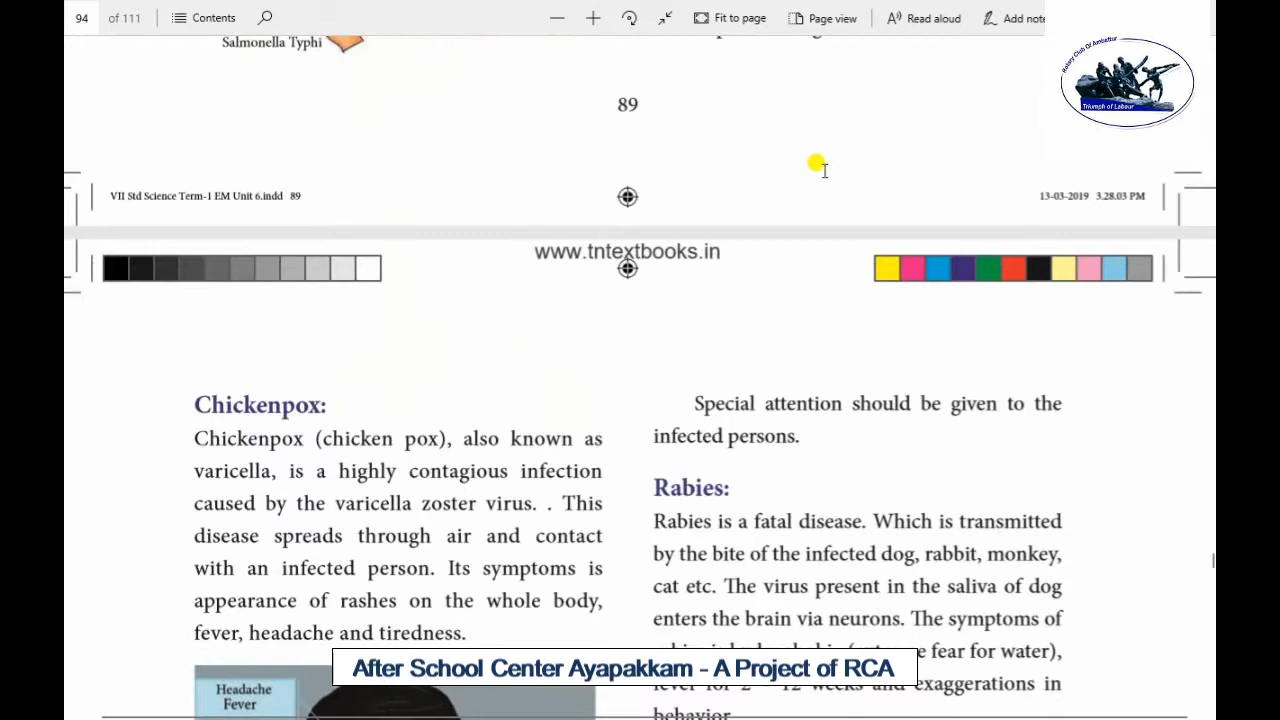 94 of 111 Contents Fit to page Page view Read aloud Add note
Salmonella Typhi
Rotary Club Of Ambattur
Triumph of Labour
89
VII Std Science Term-1 EM Unit 6.indd 89
13-03-2019 3.28.03 PM
www.tntextbooks.in
Chickenpox:
Chickenpox (chicken pox), also known as
varicella, is a highly contagious infection
caused by the varicella zoster virus. . This
disease spreads through air and contact
with an infected person. Its symptoms is
appearance of rashes on the whole body,
fever, headache and tiredness.
Headache
Fever
Special attention should be given to the
infected persons.
Rabies:
Rabies is a fatal disease. Which is transmitted
by the bite of the infected dog, rabbit, monkey,
cat etc. The virus present in the saliva of dog
enters the brain via neurons. The symptoms of
fear for water),
exaggerations in
behavior
After School Center Ayapakkam - A Project of RCA